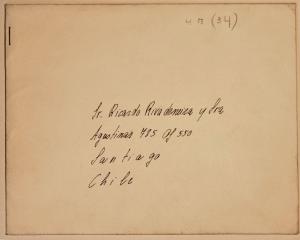 4 B (34)
Sr. Ricardo Rivadeneira y Sra
Agustinas 785 Of 550
Santiago
Chile